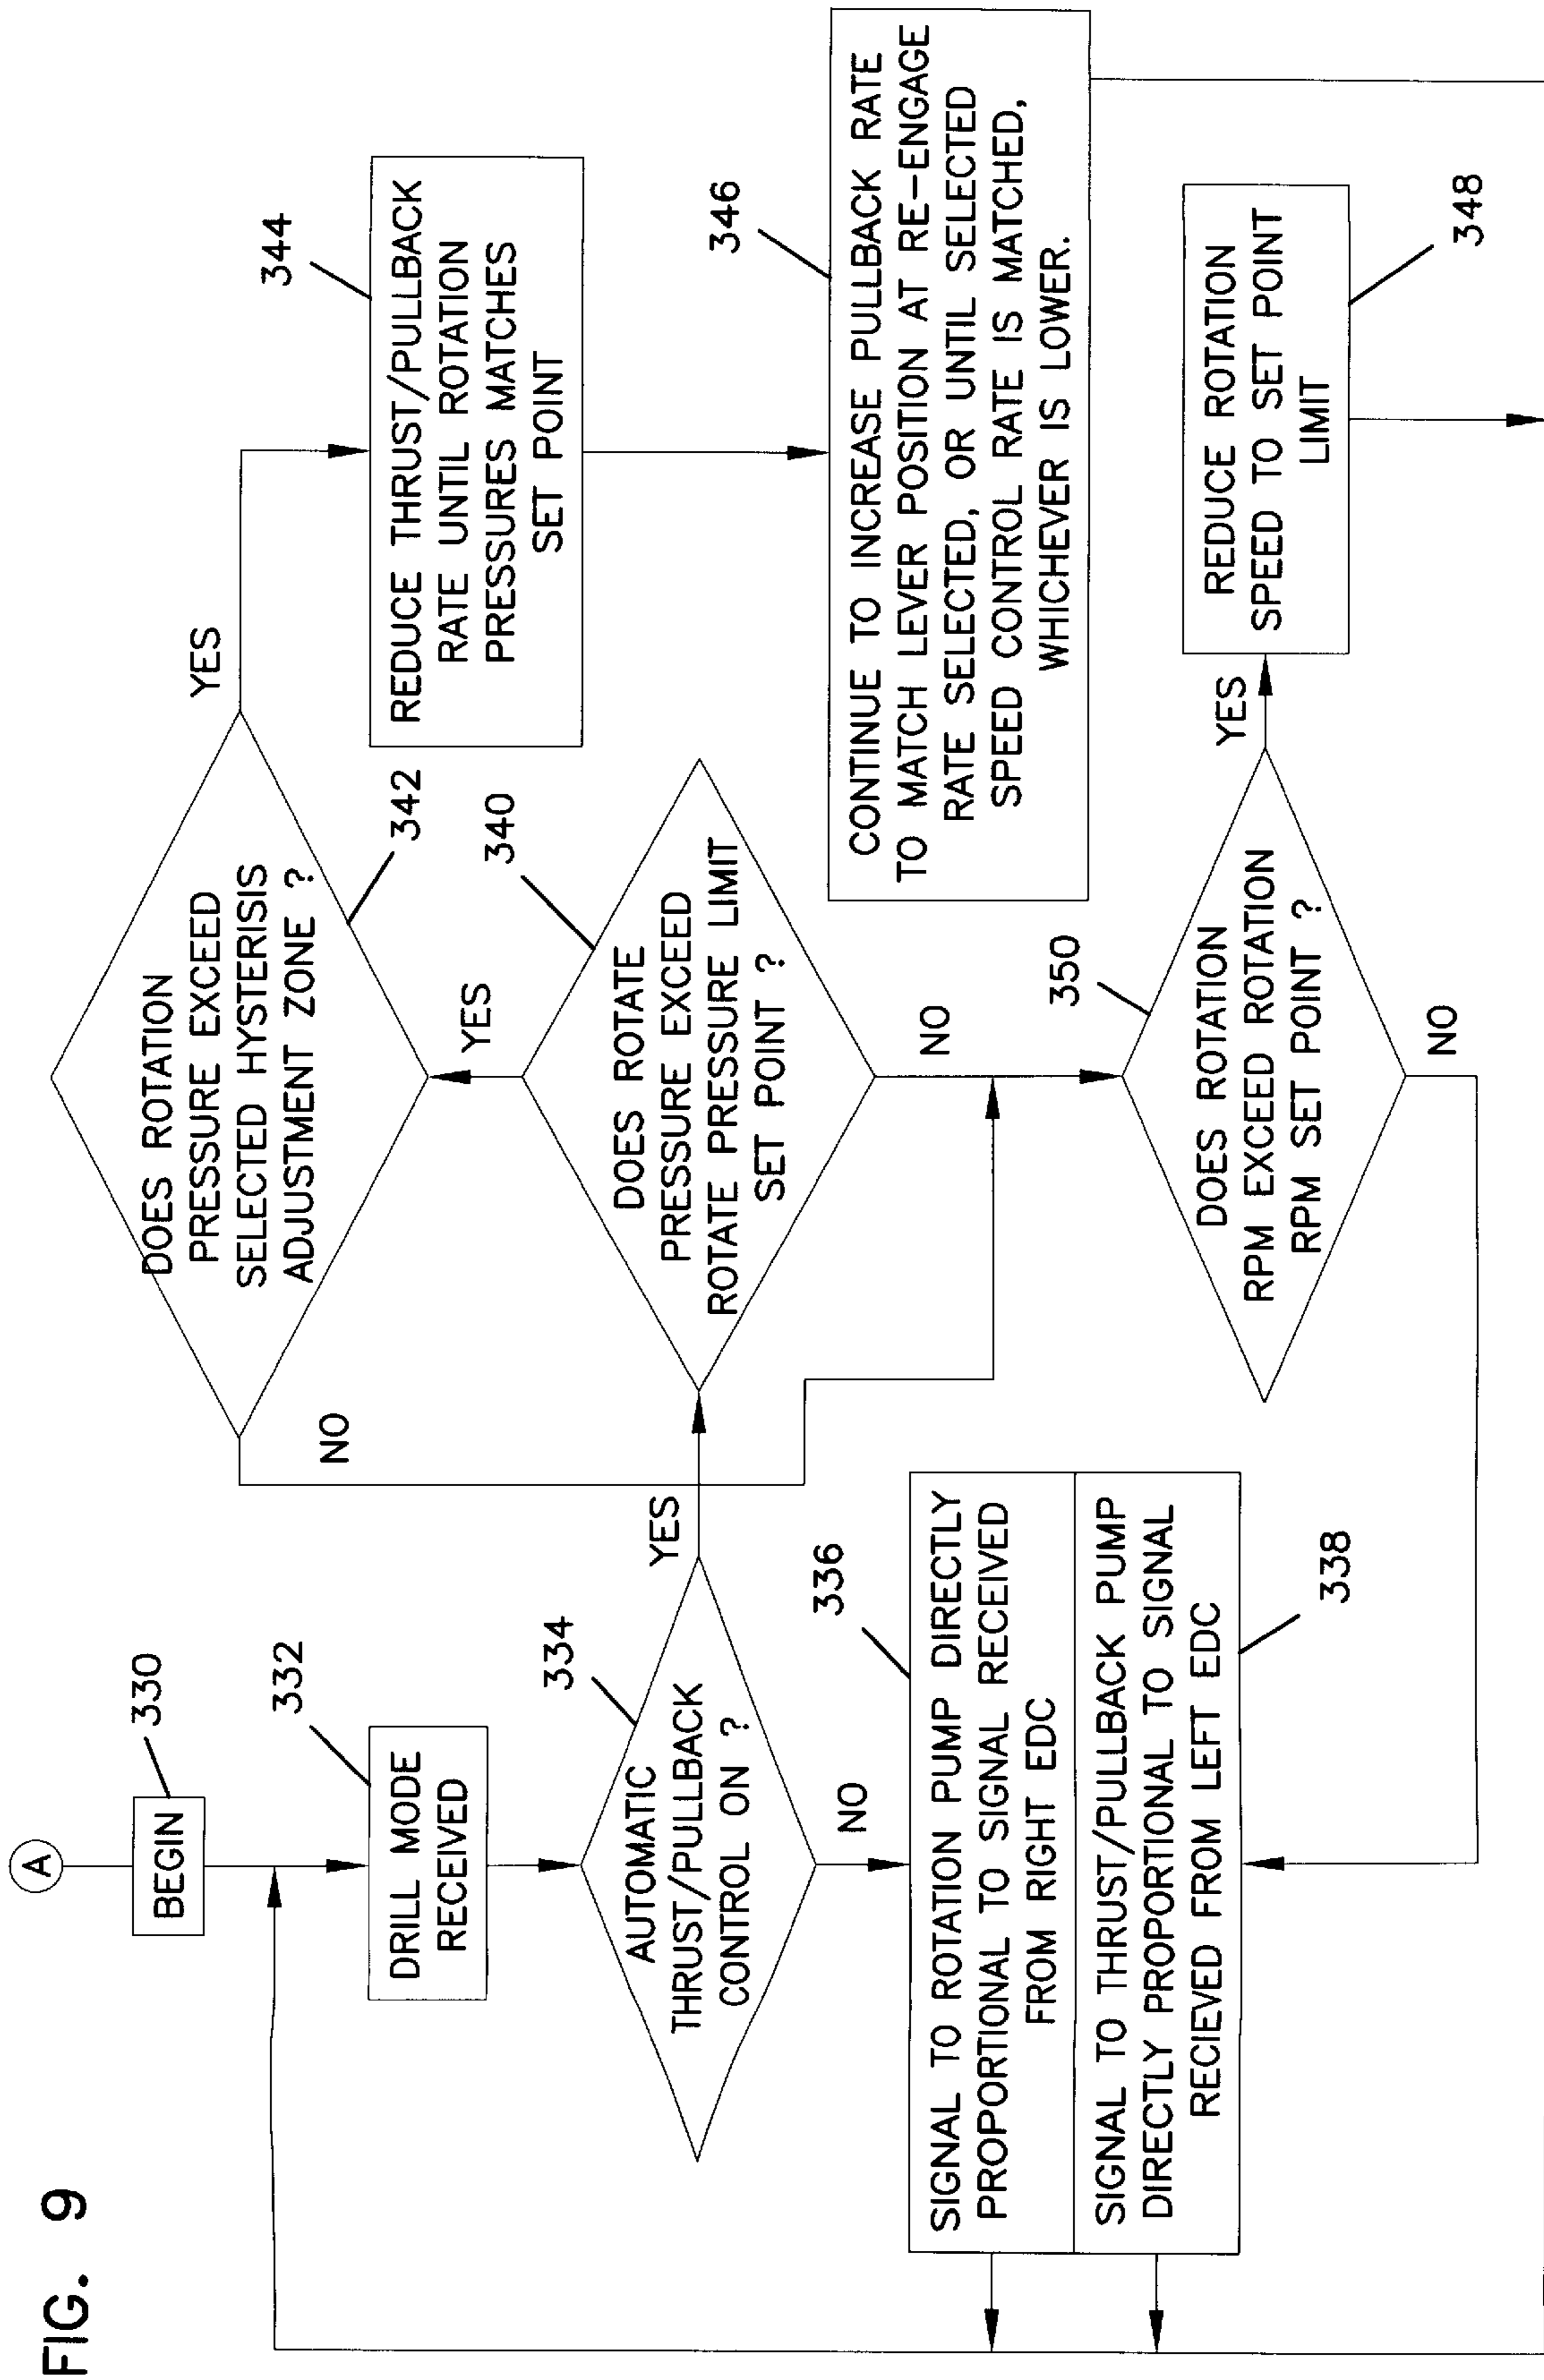 FIG. 9
A
BEGIN
330
DRILL MODE
RECEIVED
332
AUTOMATIC
THRUST/PULLBACK
CONTROL ON ?
334
YES
NO
SIGNAL TO ROTATION PUMP DIRECTLY
PROPORTIONAL TO SIGNAL RECEIVED
FROM RIGHT EDC
336
SIGNAL TO THRUST/PULLBACK PUMP
DIRECTLY PROPORTIONAL TO SIGNAL
RECIEVED FROM LEFT EDC
338
DOES ROTATION
PRESSURE EXCEED
SELECTED HYSTERISIS
ADJUSTMENT ZONE ?
342
YES
NO
DOES ROTATE
PRESSURE EXCEED
ROTATE PRESSURE LIMIT
SET POINT ?
340
YES
NO
DOES ROTATION
RPM EXCEED ROTATION
RPM SET POINT ?
350
YES
NO
REDUCE THRUST/PULLBACK
RATE UNTIL ROTATION
PRESSURES MATCHES
SET POINT
344
CONTINUE TO INCREASE PULLBACK RATE
TO MATCH LEVER POSITION AT RE-ENGAGE
RATE SELECTED, OR UNTIL SELECTED
SPEED CONTROL RATE IS MATCHED,
WHICHEVER IS LOWER.
346
REDUCE ROTATION
SPEED TO SET POINT
LIMIT
348